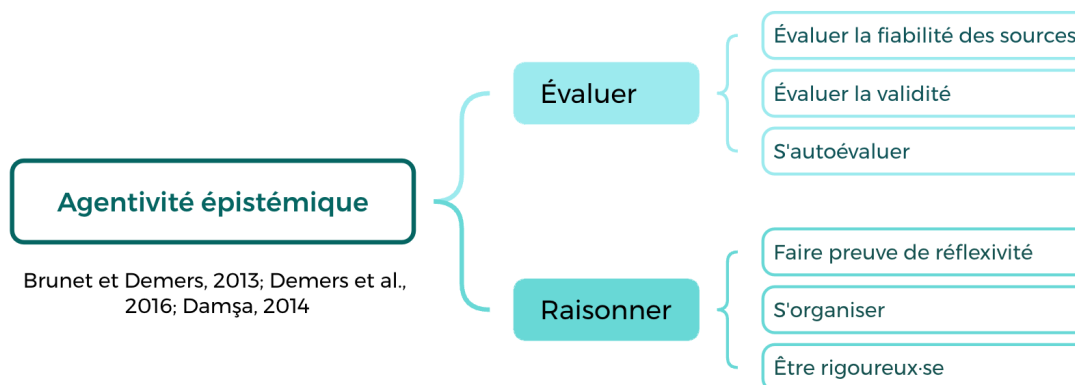 Agentivité épistémique
Brunet et Demers, 2013; Demers et al.,
2016; Damşa, 2014
Évaluer
Évaluer la fiabilité des sources
Évaluer la validité
S'autoévaluer
Raisonner
Faire preuve de réflexivité
S'organiser
Être rigoureux·se